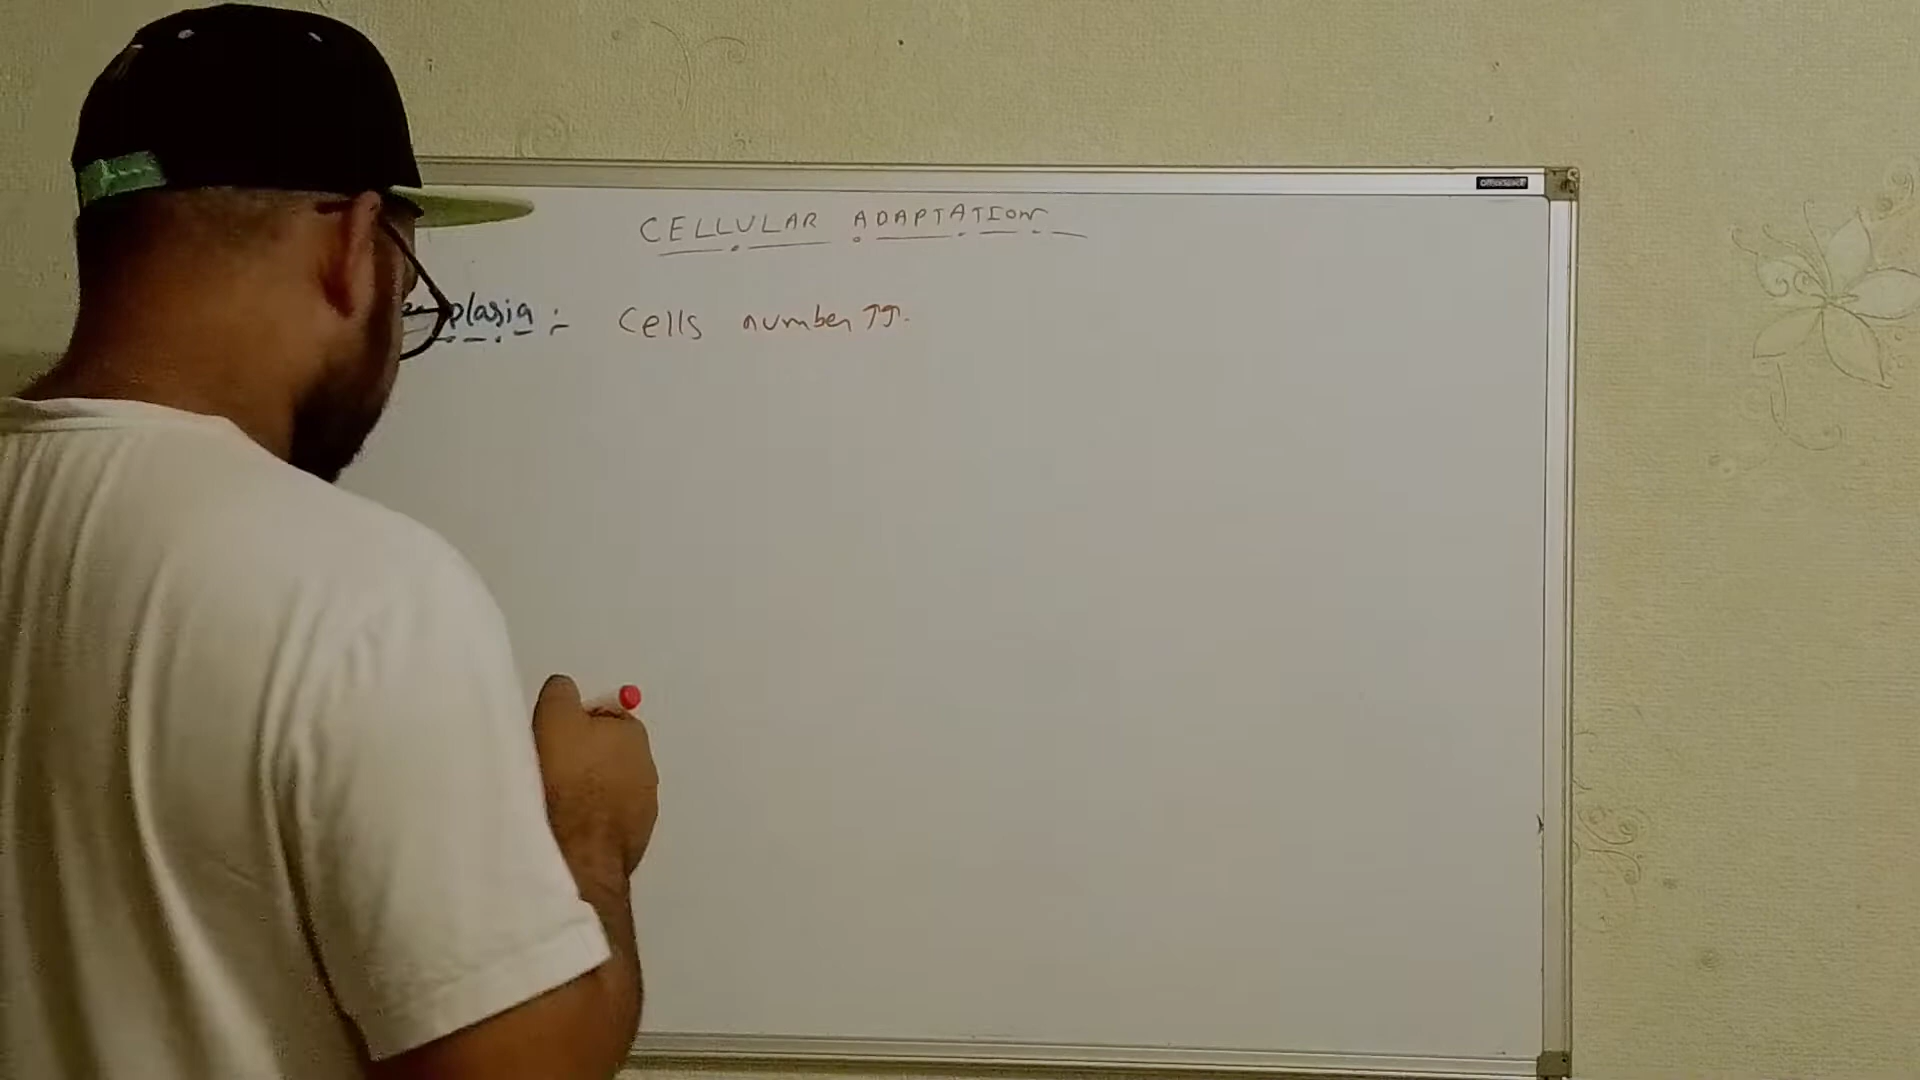 CELLULAR ADAPTATION
plasia :- Cells number ↑↑.